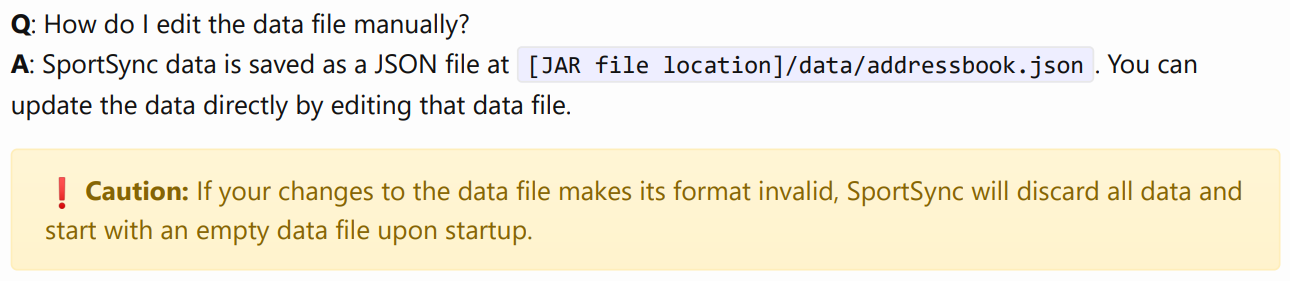 Q: How do I edit the data file manually?
A: SportSync data is saved as a JSON file at [JAR file location]/data/addressbook.json. You can
update the data directly by editing that data file.
❗ Caution: If your changes to the data file makes its format invalid, SportSync will discard all data and
start with an empty data file upon startup.